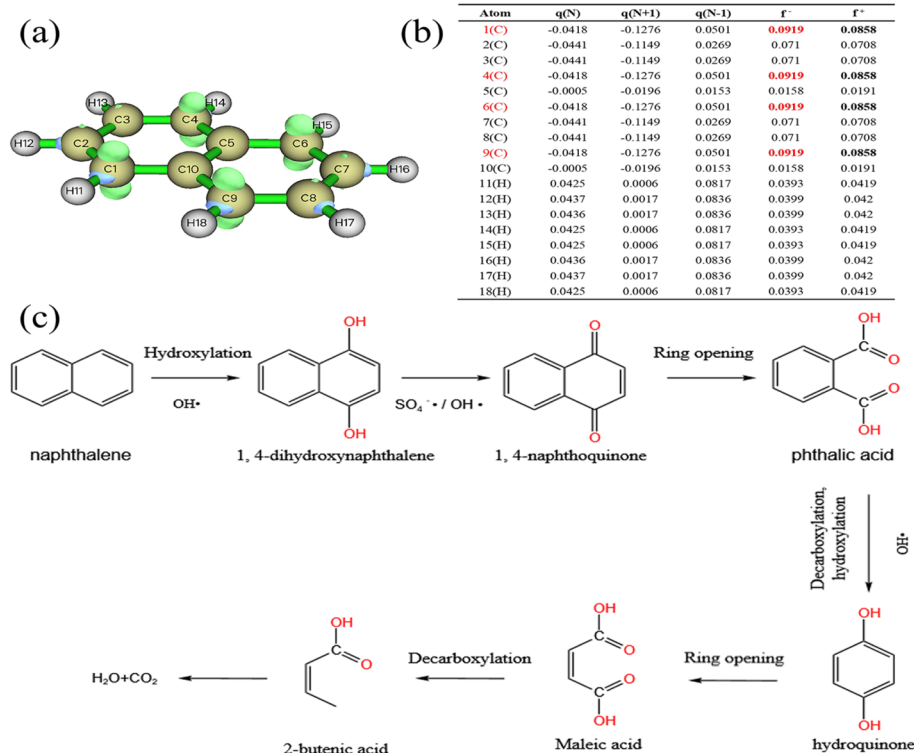 (a)
H13
H14
C3
C4
H15
H12
C2
C5
C6
C1
C10
C7
H16
H11
C9
C8
H18
H17
(b)
Atom q(N) q(N+1) q(N-1) f⁻ f⁺
1(C) -0.0418 -0.1276 0.0501 0.0919 0.0858
2(C) -0.0441 -0.1149 0.0269 0.071 0.0708
3(C) -0.0441 -0.1149 0.0269 0.071 0.0708
4(C) -0.0418 -0.1276 0.0501 0.0919 0.0858
5(C) -0.0005 -0.0196 0.0153 0.0158 0.0191
6(C) -0.0418 -0.1276 0.0501 0.0919 0.0858
7(C) -0.0441 -0.1149 0.0269 0.071 0.0708
8(C) -0.0441 -0.1149 0.0269 0.071 0.0708
9(C) -0.0418 -0.1276 0.0501 0.0919 0.0858
10(C) -0.0005 -0.0196 0.0153 0.0158 0.0191
11(H) 0.0425 0.0006 0.0817 0.0393 0.0419
12(H) 0.0437 0.0017 0.0836 0.0399 0.042
13(H) 0.0436 0.0017 0.0836 0.0399 0.042
14(H) 0.0425 0.0006 0.0817 0.0393 0.0419
15(H) 0.0425 0.0006 0.0817 0.0393 0.0419
16(H) 0.0436 0.0017 0.0836 0.0399 0.042
17(H) 0.0437 0.0017 0.0836 0.0399 0.042
18(H) 0.0425 0.0006 0.0817 0.0393 0.0419
(c)
Hydroxylation
OH•
OH
OH
SO₄⁻• / OH •
O
O
Ring opening
OH
C
O
C
O
OH
naphthalene
1, 4-dihydroxynaphthalene
1, 4-naphthoquinone
phthalic acid
Decarboxylation,
hydroxylation
OH•
H₂O+CO₂
OH
C
O
Decarboxylation
OH
C
O
C
O
OH
Ring opening
OH
OH
2-butenic acid
Maleic acid
hydroquinone